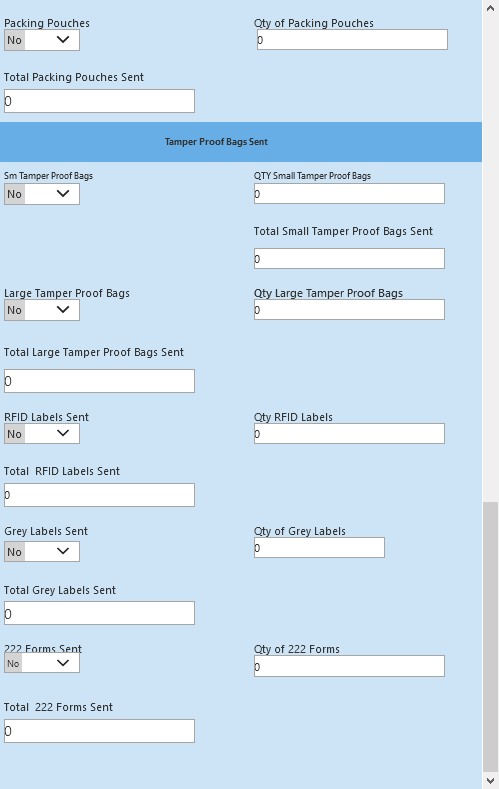 Packing Pouches Qty of Packing Pouches
No 0
Total Packing Pouches Sent
0
Tamper Proof Bags Sent
Sm Tamper Proof Bags QTY Small Tamper Proof Bags
No 0
Total Small Tamper Proof Bags Sent
0
Large Tamper Proof Bags Qty Large Tamper Proof Bags
No 0
Total Large Tamper Proof Bags Sent
0
RFID Labels Sent Qty RFID Labels
No 0
Total RFID Labels Sent
0
Grey Labels Sent Qty of Grey Labels
No 0
Total Grey Labels Sent
0
222 Forms Sent Qty of 222 Forms
No 0
Total 222 Forms Sent
0